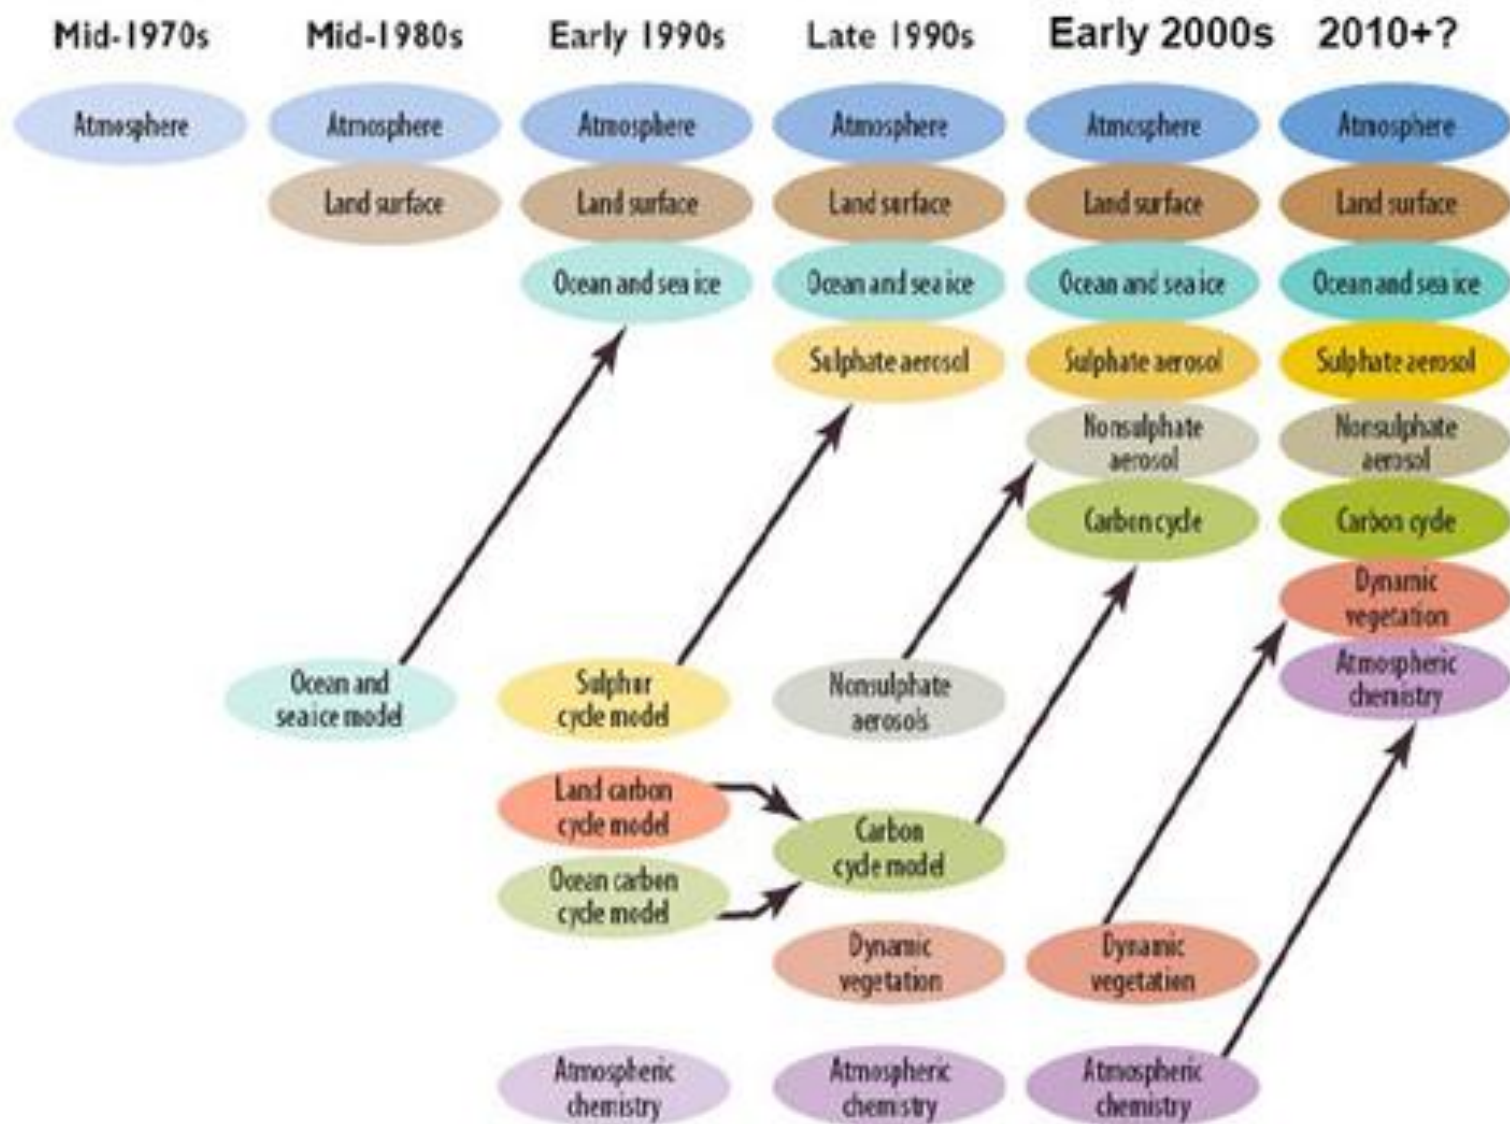 Mid-1970s Mid-1980s Early 1990s Late 1990s Early 2000s 2010+?
Atmosphere Atmosphere Atmosphere Atmosphere Atmosphere Atmosphere
Land surface Land surface Land surface Land surface Land surface
Ocean and sea ice Ocean and sea ice Ocean and sea ice Ocean and sea ice
Sulphate aerosol Sulphate aerosol Sulphate aerosol
Nonsulphate Nonsulphate
aerosol aerosol
Carbon cycle Carbon cycle
Dynamic
vegetation
Ocean and Sulphur Nonsulphate Atmospheric
sea ice model cycle model aerosols chemistry
Land carbon
cycle model
Carbon
cycle model
Ocean carbon
cycle model
Dynamic Dynamic
vegetation vegetation
Atmospheric Atmospheric Atmospheric
chemistry chemistry chemistry